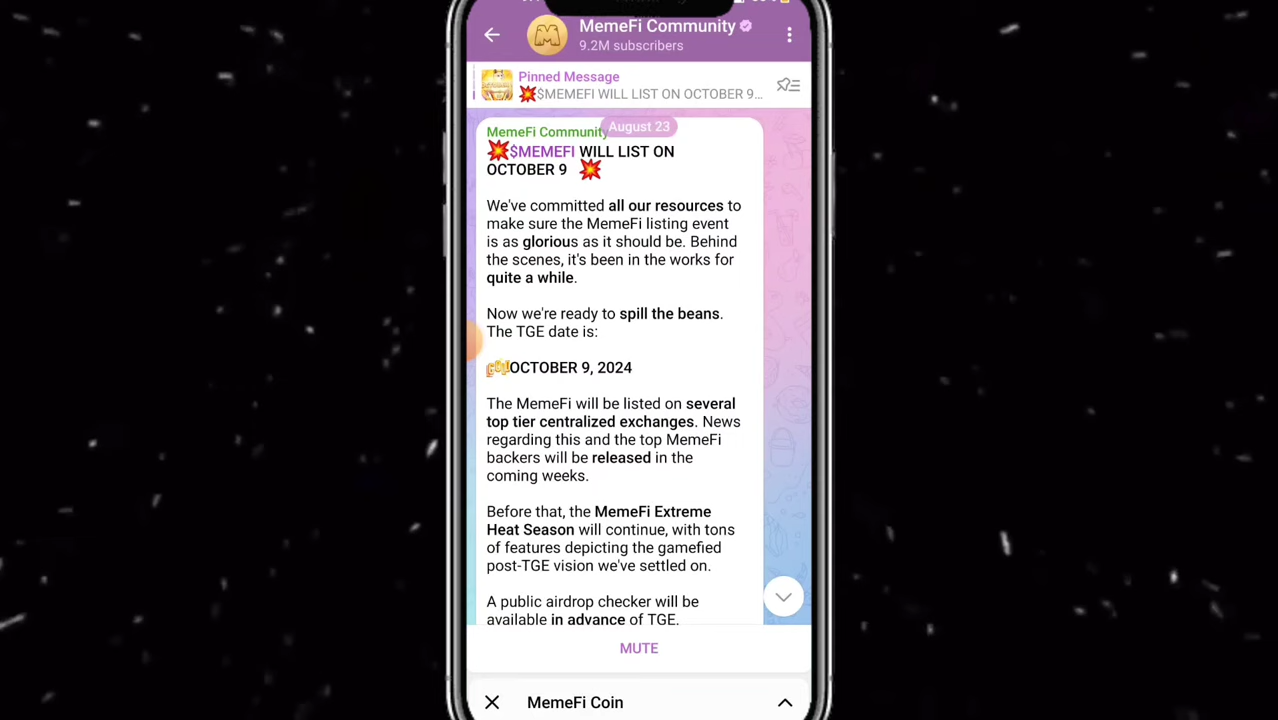 MemeFi Community
9.2M subscribers
Pinned Message
💥$MEMEFI WILL LIST ON OCTOBER 9...
August 23
MemeFi Community
💥$MEMEFI WILL LIST ON
OCTOBER 9 💥
We've committed all our resources to
make sure the MemeFi listing event
is as glorious as it should be. Behind
the scenes, it's been in the works for
quite a while.
Now we're ready to spill the beans.
The TGE date is:
OCTOBER 9, 2024
The MemeFi will be listed on several
top tier centralized exchanges. News
regarding this and the top MemeFi
backers will be released in the
coming weeks.
Before that, the MemeFi Extreme
Heat Season will continue, with tons
of features depicting the gamefied
post-TGE vision we've settled on.
A public airdrop checker will be
available in advance of TGE.
MUTE
MemeFi Coin